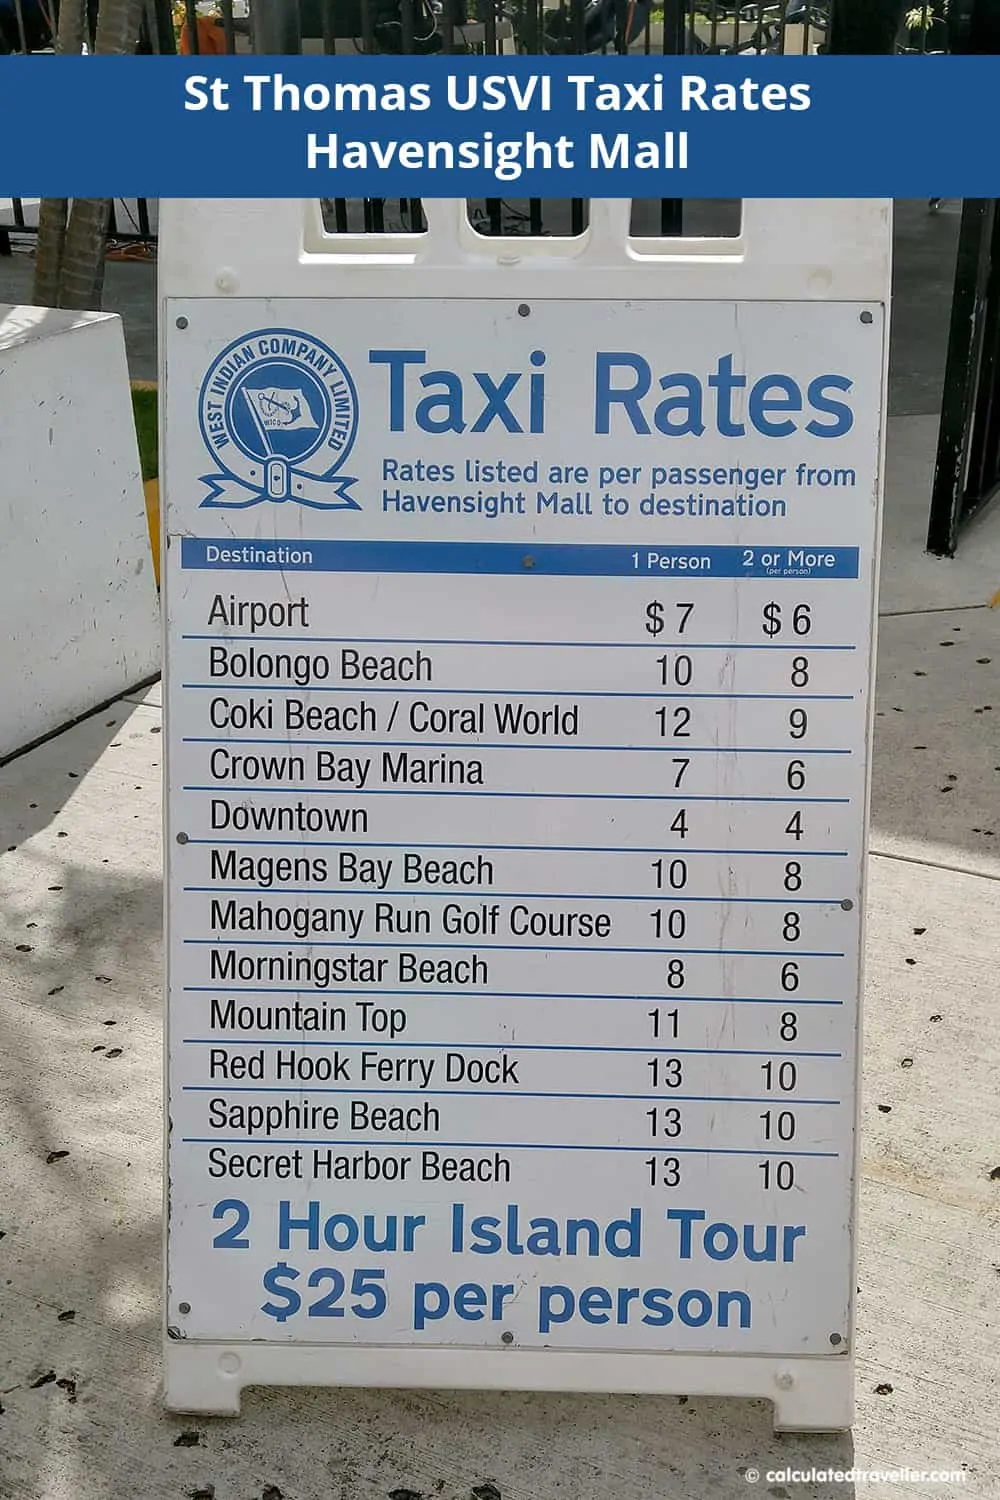 St Thomas USVI Taxi Rates
Havensight Mall
WEST INDIAN COMPANY LIMITED
WICO
Taxi Rates
Rates listed are per passenger from
Havensight Mall to destination
Destination 1 Person 2 or More
(per person)
Airport $7 $6
Bolongo Beach 10 8
Coki Beach / Coral World 12 9
Crown Bay Marina 7 6
Downtown 4 4
Magens Bay Beach 10 8
Mahogany Run Golf Course 10 8
Morningstar Beach 8 6
Mountain Top 11 8
Red Hook Ferry Dock 13 10
Sapphire Beach 13 10
Secret Harbor Beach 13 10
2 Hour Island Tour
$25 per person
© calculatedtraveller.com